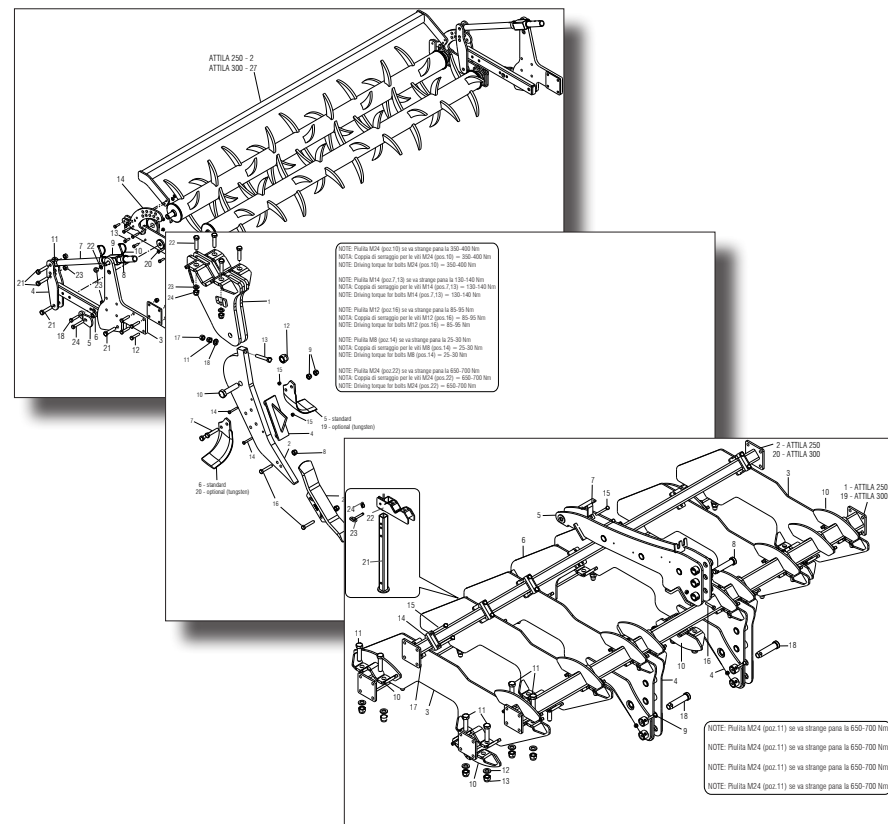 ATTILA 250 - 2
ATTILA 300 - 27
14
11
7
13
22
9
10
21
4
23
23
8
20
21
18
24
5
6
21
12
3
22
23
24
1
17
11
18
13
12
9
15
10
14
5 - standard
19 - optional (tungsten)
15
4
7
14
2
8
6 - standard
20 - optional (tungsten)
16
NOTE: Piulita M24 (poz.10) se va strange pana la 350-400 Nm
NOTA: Coppia di serraggio per le viti M24 (pos.10) = 350-400 Nm
NOTE: Driving torque for bolts M24 (pos.10) = 350-400 Nm
NOTE: Piulita M14 (poz.7,13) se va strange pana la 130-140 Nm
NOTA: Coppia di serraggio per le viti M14 (pos.7,13) = 130-140 Nm
NOTE: Driving torque for bolts M14 (pos.7,13) = 130-140 Nm
NOTE: Piulita M12 (poz.16) se va strange pana la 85-95 Nm
NOTA: Coppia di serraggio per le viti M12 (pos.16) = 85-95 Nm
NOTE: Driving torque for bolts M12 (pos.16) = 85-95 Nm
NOTE: Piulita M8 (poz.14) se va strange pana la 25-30 Nm
NOTA: Coppia di serraggio per le viti M8 (pos.14) = 25-30 Nm
NOTE: Driving torque for bolts M8 (pos.14) = 25-30 Nm
NOTE: Piulita M24 (poz.22) se va strange pana la 650-700 Nm
NOTA: Coppia di serraggio per le viti M24 (pos.22) = 650-700 Nm
NOTE: Driving torque for bolts M24 (pos.22) = 650-700 Nm
2 - ATTILA 250
20 - ATTILA 300
1 - ATTILA 250
19 - ATTILA 300
3
10
7
15
5
24
22
23
21
6
8
15
14
11
10
17
3
11
11
10
16
4
4
18
18
9
12
13
10
NOTE: Piulita M24 (poz.11) se va strange pana la 650-700 Nm
NOTE: Piulita M24 (poz.11) se va strange pana la 650-700 Nm
NOTE: Piulita M24 (poz.11) se va strange pana la 650-700 Nm
NOTE: Piulita M24 (poz.11) se va strange pana la 650-700 Nm